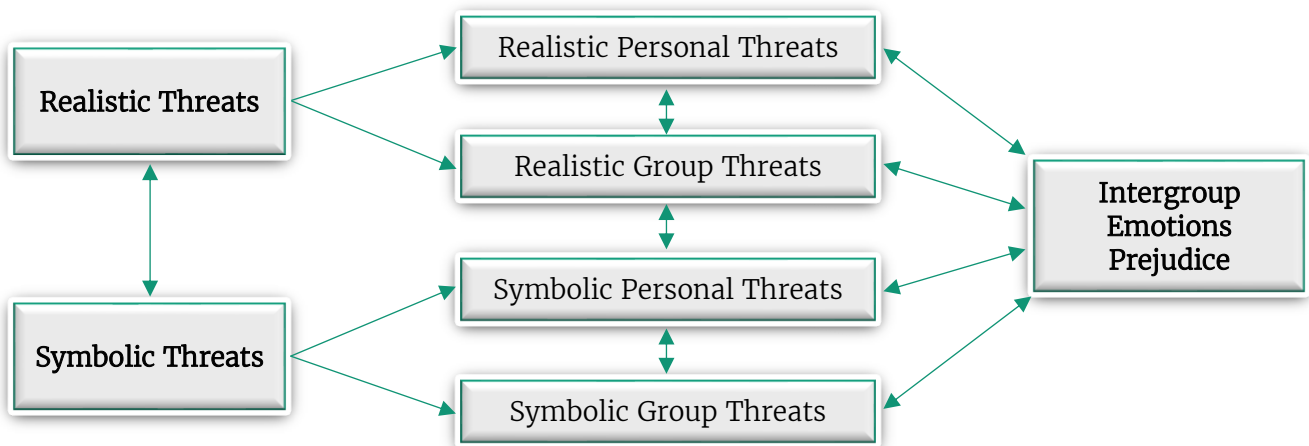 Realistic Threats
Symbolic Threats
Realistic Personal Threats
Realistic Group Threats
Symbolic Personal Threats
Symbolic Group Threats
Intergroup
Emotions
Prejudice